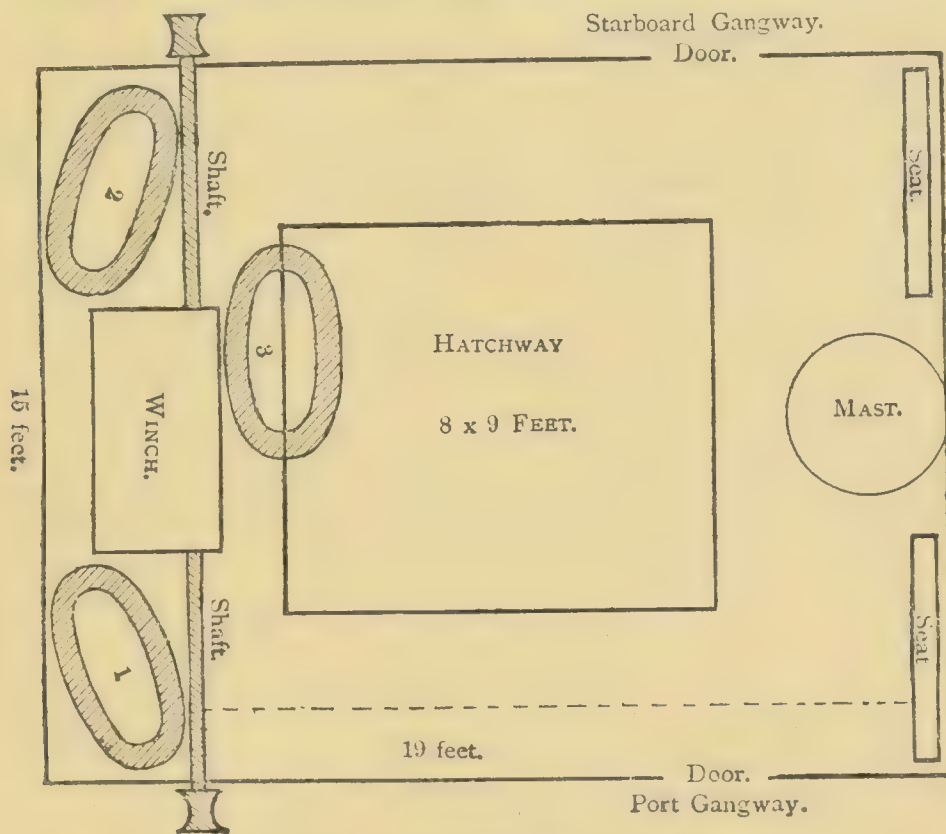 Starboard Gangway.
Door.
Seat.
Shaft.
2
3
HATCHWAY
8 x 9 FEET.
MAST.
WINCH.
15 feet.
Shaft.
1
Seat
19 feet.
Door.
Port Gangway.